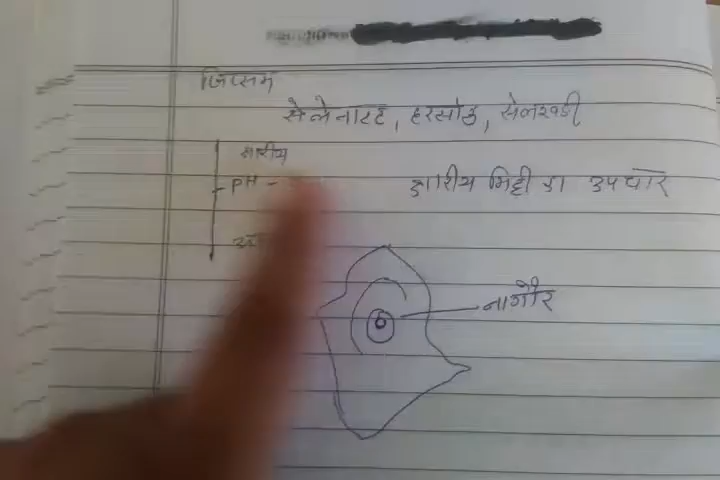 जिप्सम
सेलेनाइट, हरसोठ, सेलखडी
क्षारीय
PH - क्षारीय मिट्टी का उपचार
नागौर